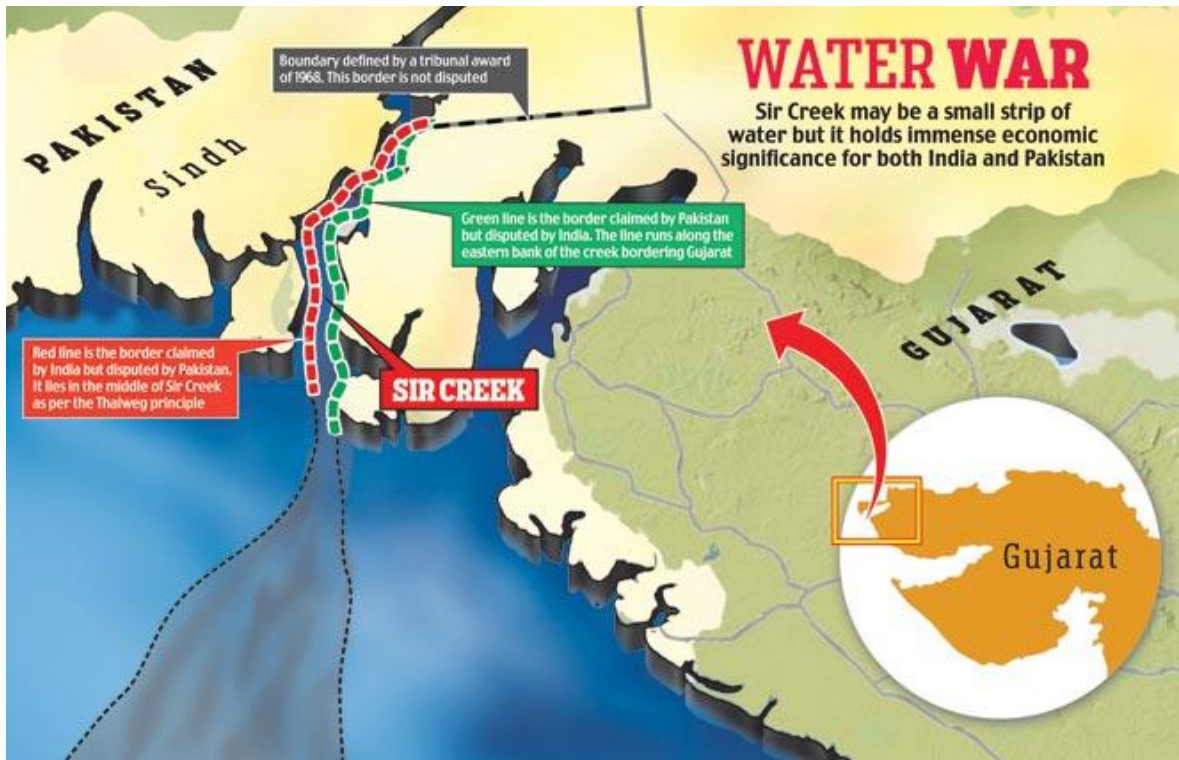 WATER WAR
Sir Creek may be a small strip of
water but it holds immense economic
significance for both India and Pakistan
Boundary defined by a tribunal award
of 1968. This border is not disputed
PAKISTAN
Sindh
Green line is the border claimed by Pakistan
but disputed by India. The line runs along the
eastern bank of the creek bordering Gujarat
GUJARAT
Red line is the border claimed
by India but disputed by Pakistan.
It lies in the middle of Sir Creek
as per the Thalweg principle
SIR CREEK
Gujarat